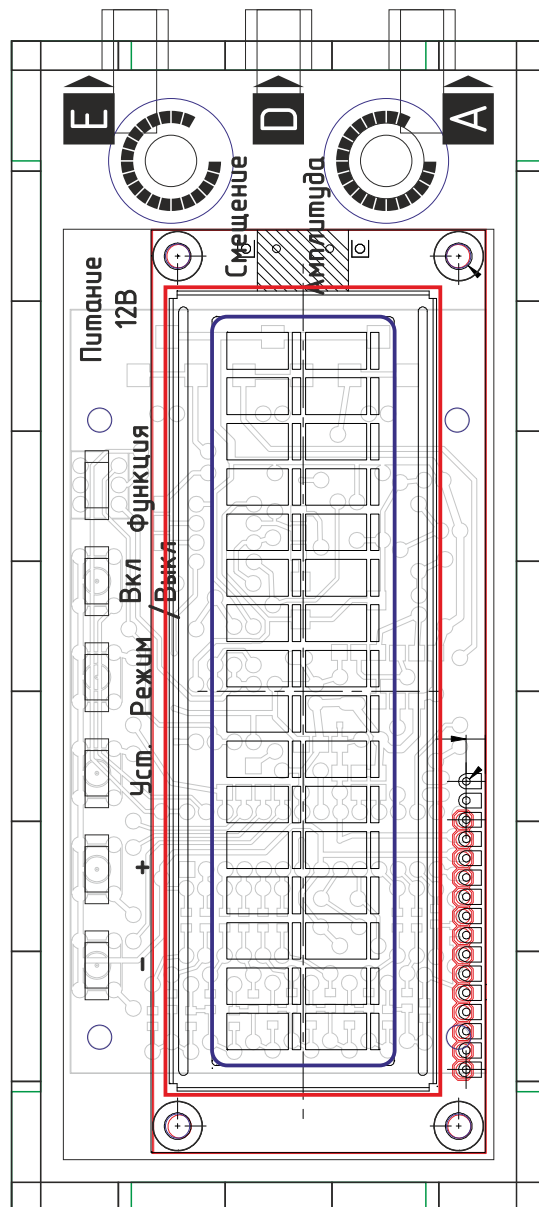 E
D
A
Смещение
Амплитуда
Питание
12В
Функция
Вкл
/Выкл
Режим
Уст.
+
-